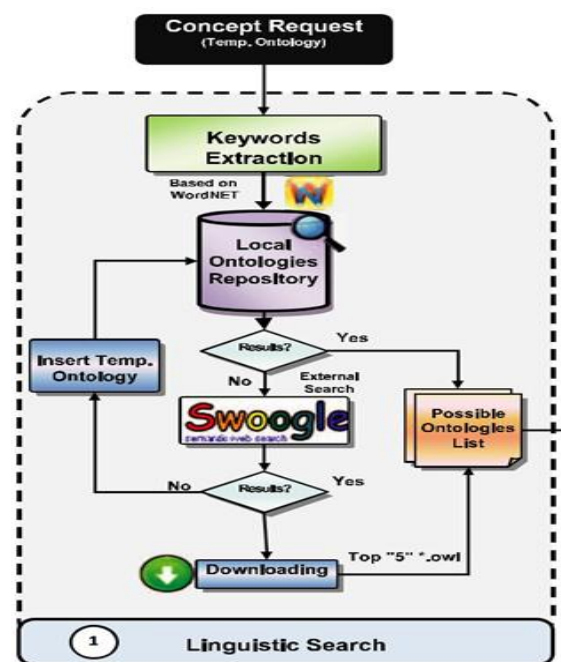 Concept Request
(Temp. Ontology)
Keywords
Extraction
Based on
WordNET
W
Local
Ontologies
Repository
Results?
Yes
No
External
Search
Insert Temp.
Ontology
Swoogle
semantic web search
Possible
Ontologies
List
No
Results?
Yes
Downloading
Top "5" *.owl
1
Linguistic Search